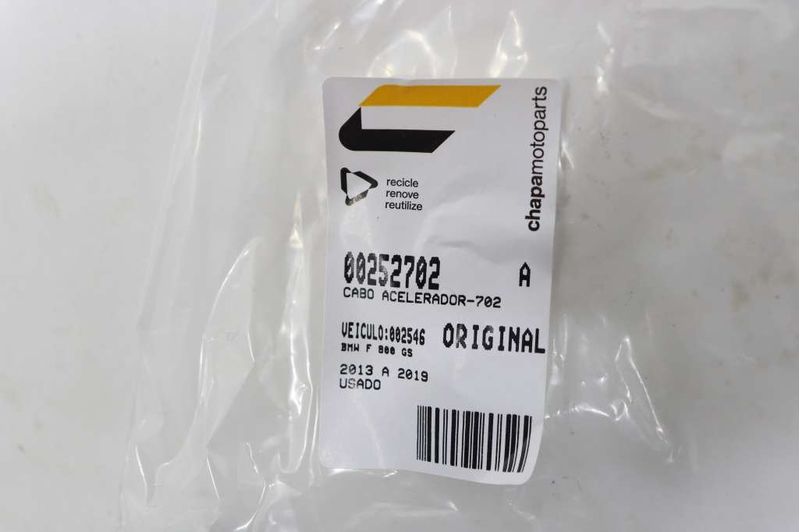 chapamotoparts
recicle
renove
reutilize
00252702 A
CABO ACELERADOR-702
VEICULO:002546 ORIGINAL
BMW F 800 GS
2013 A 2019
USADO